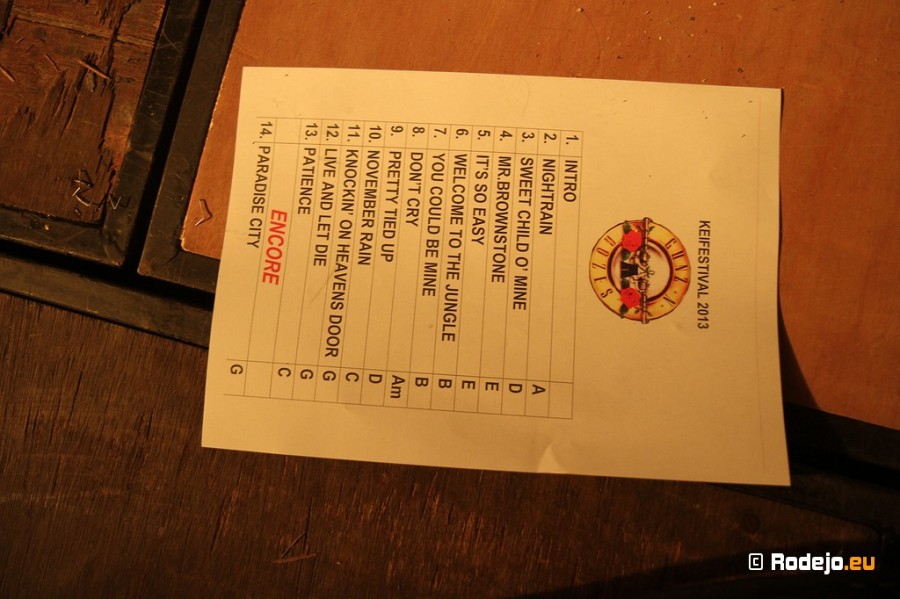 KEIFESTIVAL 2013
GUNZ N' ROZES
1. INTRO
2. NIGHTRAIN A
3. SWEET CHILD O' MINE D
4. MR.BROWNSTONE E
5. IT'S SO EASY E
6. WELCOME TO THE JUNGLE B
7. YOU COULD BE MINE B
8. DON'T CRY Am
9. PRETTY TIED UP D
10. NOVEMBER RAIN C
11. KNOCKIN' ON HEAVENS DOOR G
12. LIVE AND LET DIE G
13. PATIENCE C
ENCORE
14. PARADISE CITY G
© Rodejo.eu